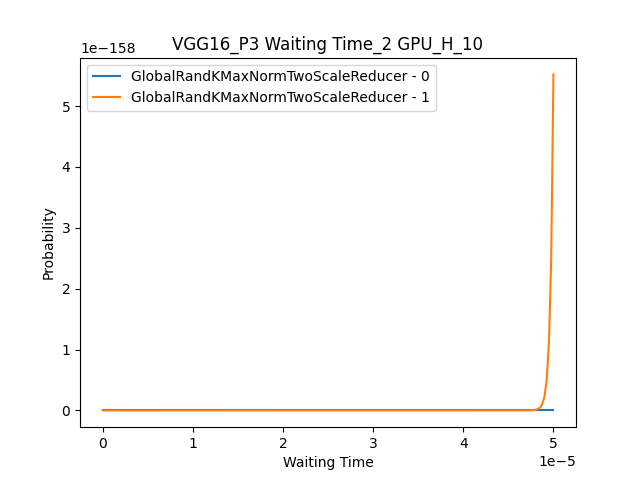 VGG16_P3 Waiting Time_2 GPU_H_10
1e−158
GlobalRandKMaxNormTwoScaleReducer - 0
GlobalRandKMaxNormTwoScaleReducer - 1
5
4
3
2
1
0
Probability
0 1 2 3 4 5
1e−5
Waiting Time